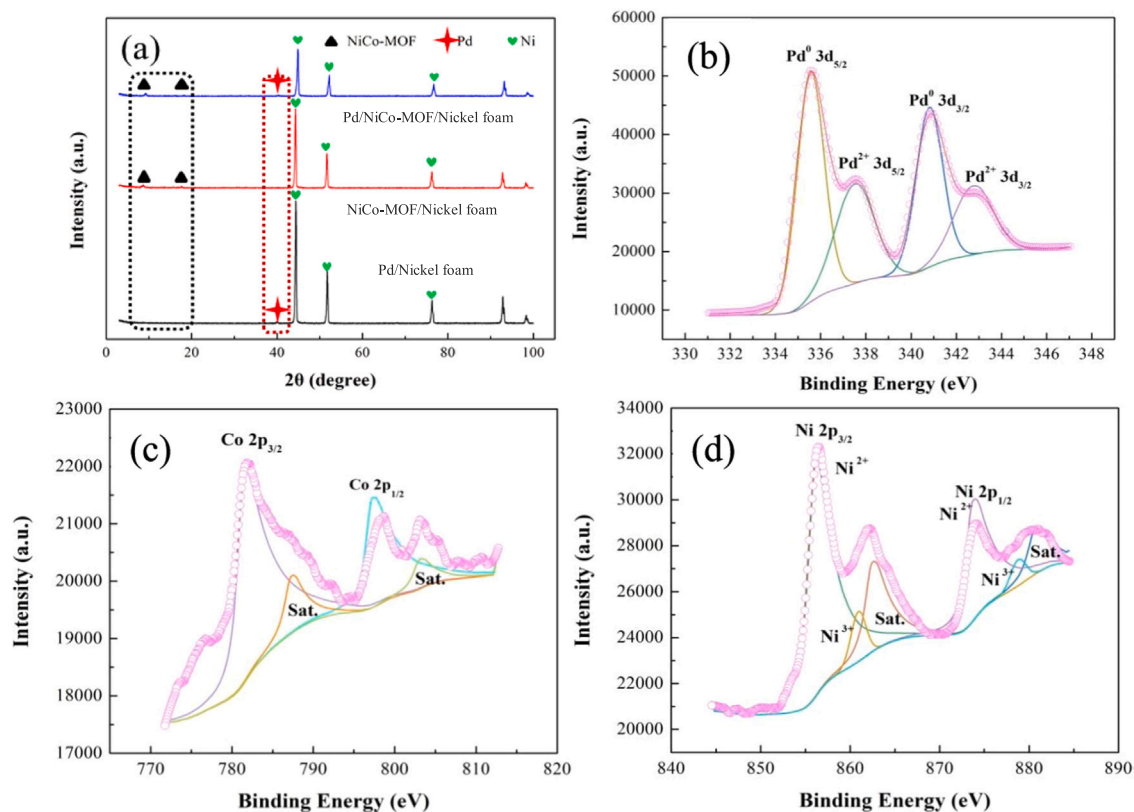 (a)
NiCo-MOF
Pd
Ni
Pd/NiCo-MOF/Nickel foam
NiCo-MOF/Nickel foam
Pd/Nickel foam
Intensity (a.u.)
0 20 40 60 80 100
2θ (degree)
(b)
Pd⁰ 3d₅/₂
Pd²⁺ 3d₅/₂
Pd⁰ 3d₃/₂
Pd²⁺ 3d₃/₂
Intensity (a.u.)
60000
50000
40000
30000
20000
10000
330 332 334 336 338 340 342 344 346 348
Binding Energy (eV)
(c)
Co 2p₃/₂
Co 2p₁/₂
Sat.
Sat.
Intensity (a.u.)
23000
22000
21000
20000
19000
18000
17000
770 780 790 800 810 820
Binding Energy (eV)
(d)
Ni 2p₃/₂
Ni²⁺
Ni 2p₁/₂
Ni²⁺
Sat.
Ni³⁺
Sat.
Ni³⁺
Intensity (a.u.)
34000
32000
30000
28000
26000
24000
22000
20000
840 850 860 870 880 890
Binding Energy (eV)